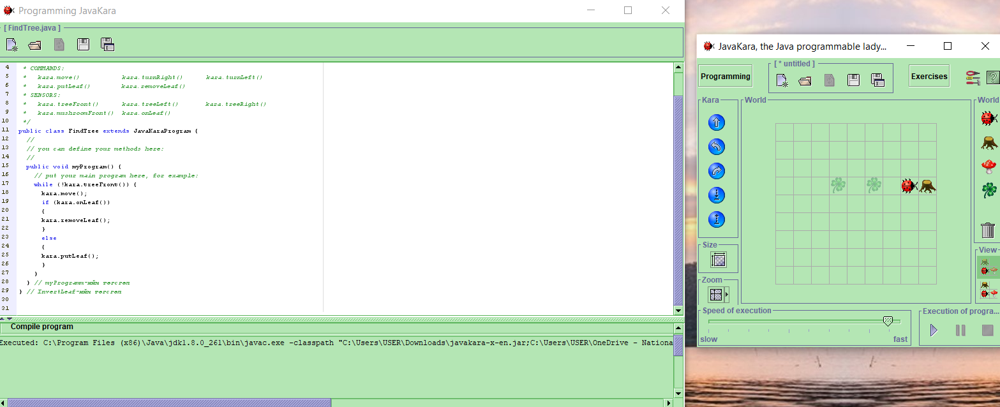 Programming JavaKara
[ FindTree.java ]
4 * COMMANDS:
5 * kara.move() kara.turnRight() kara.turnLeft()
6 * kara.putLeaf() kara.removeLeaf()
7 * SENSORS:
8 * kara.treeFront() kara.treeLeft() kara.treeRight()
9 * kara.mushroomFront() kara.onLeaf()
10 */
11 public class FindTree extends JavaKaraProgram {
12 //
13 // you can define your methods here:
14 //
15 public void myProgram() {
16 // put your main program here, for example:
17 while (!kara.treeFront()) {
18 kara.move();
19 if (kara.onLeaf())
20 {
21 kara.removeLeaf();
22 }
23 else
24 {
25 kara.putLeaf();
26 }
27 }
28 } // myProgramm-ийн төгсгөл
29 } // InvertLeaf-ийн төгсгөл
30
31
Compile program
Executed: C:\Program Files (x86)\Java\jdk1.8.0_261\bin\javac.exe -classpath "C:\Users\USER\Downloads\javakara-x-en.jar;C:\Users\USER\OneDrive - Nationa
JavaKara, the Java programmable lady...
Programming
[ * untitled ]
Exercises
Kara
World
World
Size
Zoom
View
Speed of execution
slow
fast
Execution of progra...